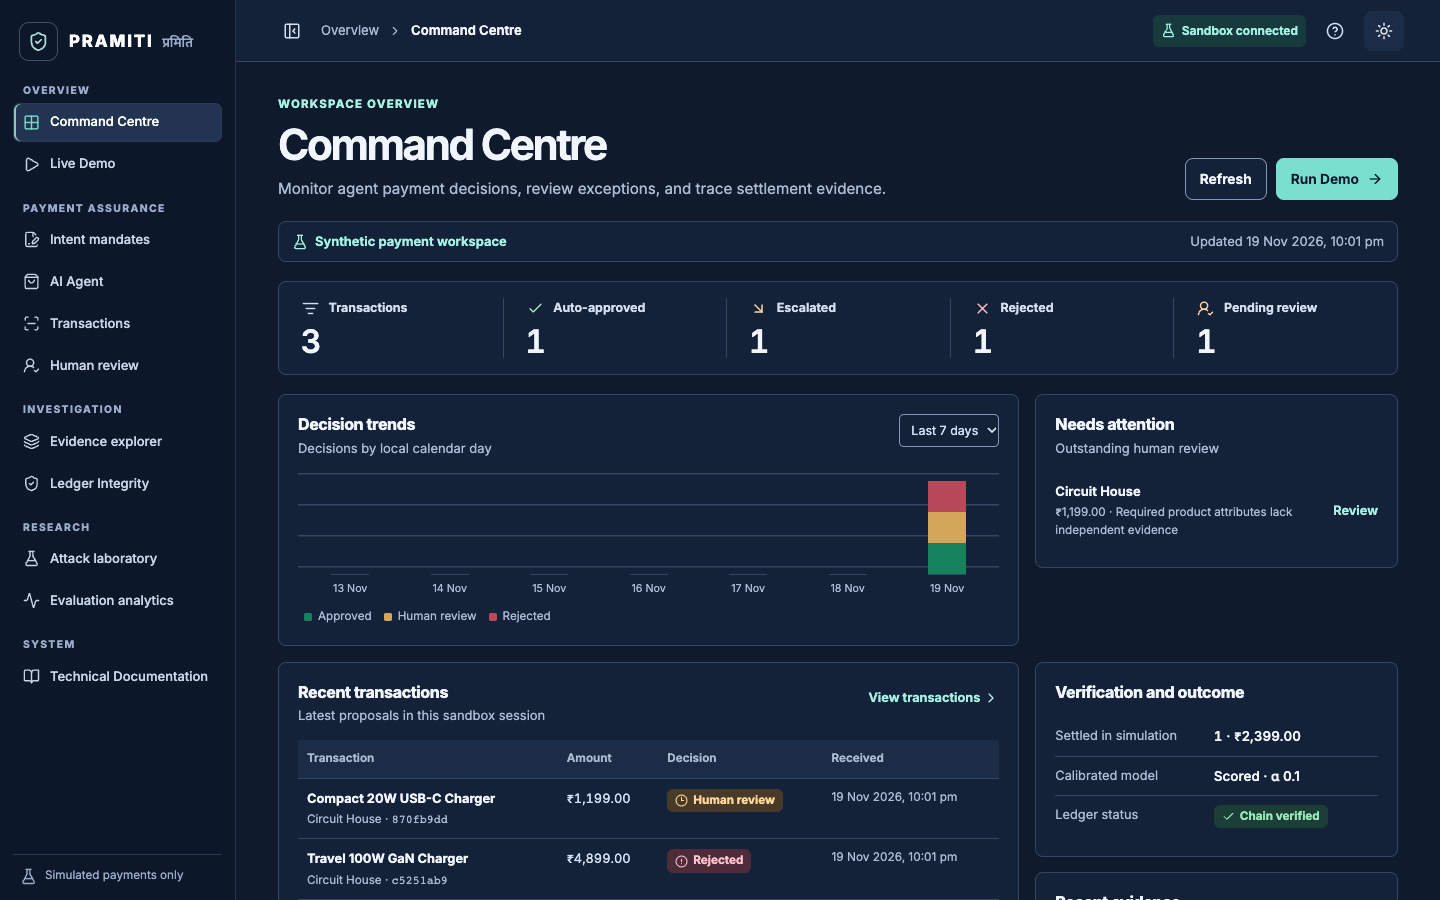 PRAMITI प्रमिति
OVERVIEW
Command Centre
Live Demo
PAYMENT ASSURANCE
Intent mandates
AI Agent
Transactions
Human review
INVESTIGATION
Evidence explorer
Ledger Integrity
RESEARCH
Attack laboratory
Evaluation analytics
SYSTEM
Technical Documentation
Simulated payments only
Overview > Command Centre
Sandbox connected
WORKSPACE OVERVIEW
Command Centre
Monitor agent payment decisions, review exceptions, and trace settlement evidence.
Refresh
Run Demo →
Synthetic payment workspace
Updated 19 Nov 2026, 10:01 pm
Transactions
3
Auto-approved
1
Escalated
1
Rejected
1
Pending review
1
Decision trends
Decisions by local calendar day
Last 7 days
13 Nov 14 Nov 15 Nov 16 Nov 17 Nov 18 Nov 19 Nov
Approved Human review Rejected
Needs attention
Outstanding human review
Circuit House
₹1,199.00 · Required product attributes lack
independent evidence
Review
Recent transactions
Latest proposals in this sandbox session
View transactions >
Transaction Amount Decision Received
Compact 20W USB-C Charger ₹1,199.00 Human review 19 Nov 2026, 10:01 pm
Circuit House · 870fb9dd
Travel 100W GaN Charger ₹4,899.00 Rejected 19 Nov 2026, 10:01 pm
Circuit House · c5251ab9
Verification and outcome
Settled in simulation 1 · ₹2,399.00
Calibrated model Scored · α 0.1
Ledger status Chain verified
Recent evidence